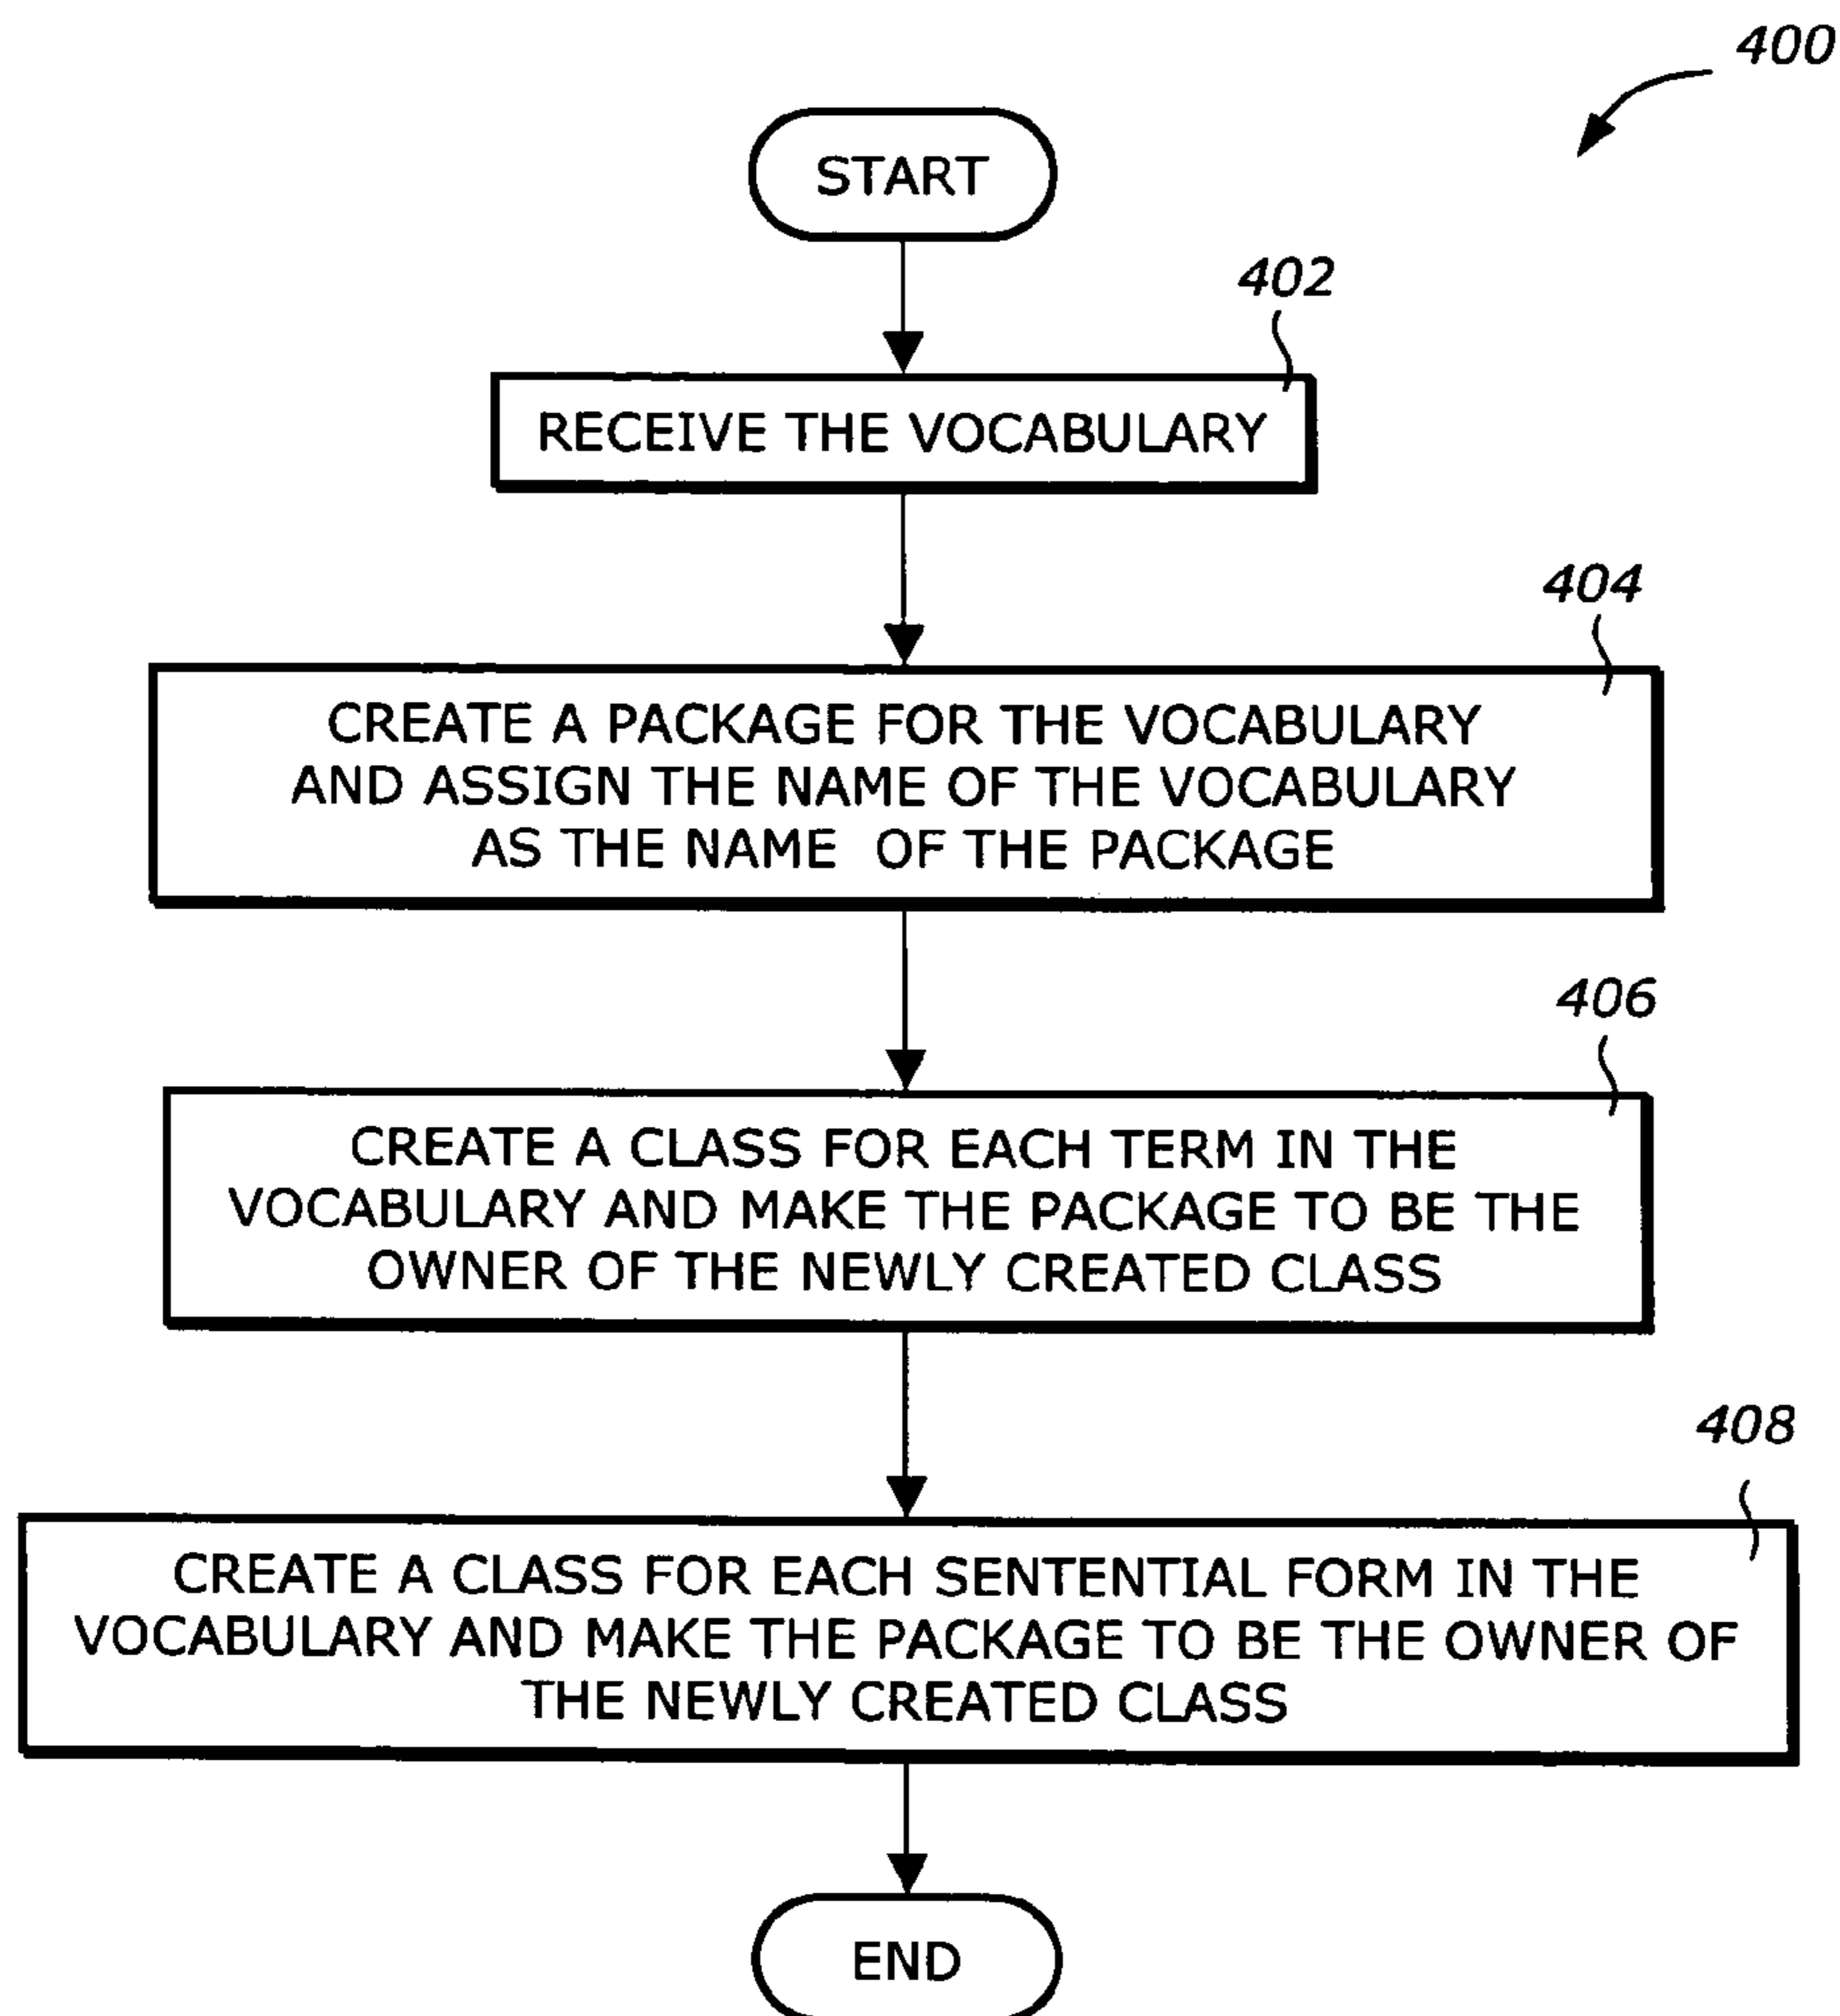 400
START
402
RECEIVE THE VOCABULARY
404
CREATE A PACKAGE FOR THE VOCABULARY
AND ASSIGN THE NAME OF THE VOCABULARY
AS THE NAME OF THE PACKAGE
406
CREATE A CLASS FOR EACH TERM IN THE
VOCABULARY AND MAKE THE PACKAGE TO BE THE
OWNER OF THE NEWLY CREATED CLASS
408
CREATE A CLASS FOR EACH SENTENTIAL FORM IN THE
VOCABULARY AND MAKE THE PACKAGE TO BE THE OWNER OF
THE NEWLY CREATED CLASS
END